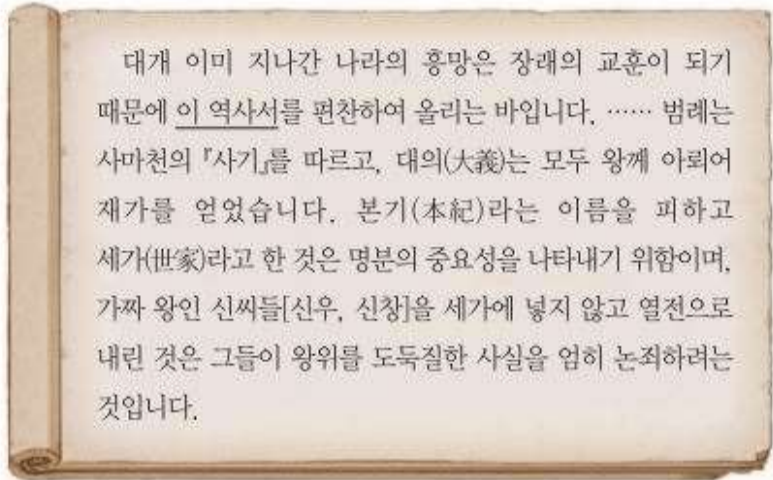 대개 이미 지나간 나라의 흥망은 장래의 교훈이 되기
때문에 이 역사서를 편찬하여 올리는 바입니다. …… 범례는
사마천의 『사기』를 따르고, 대의(大義)는 모두 왕께 아뢰어
재가를 얻었습니다. 본기(本紀)라는 이름을 피하고
세가(世家)라고 한 것은 명분의 중요성을 나타내기 위함이며,
가짜 왕인 신씨들[신우, 신창]을 세가에 넣지 않고 열전으로
내린 것은 그들이 왕위를 도둑질한 사실을 엄히 논죄하려는
것입니다.